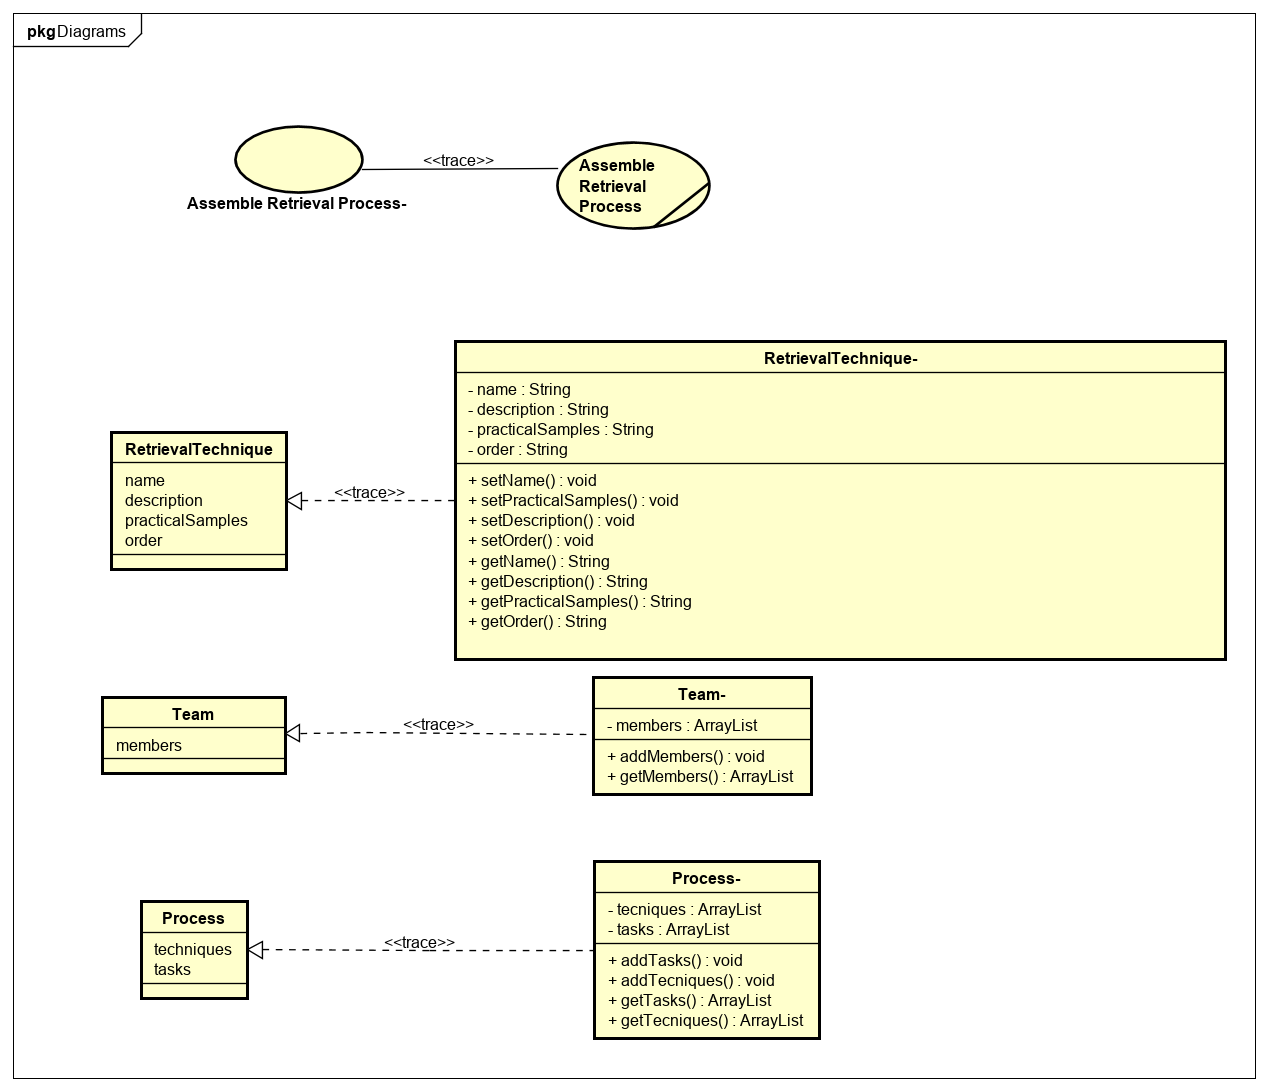 pkg Diagrams
<<trace>>
Assemble
Retrieval
Process
Assemble Retrieval Process-
RetrievalTechnique-
- name : String
- description : String
- practicalSamples : String
- order : String
+ setName() : void
+ setPracticalSamples() : void
+ setDescription() : void
+ setOrder() : void
+ getName() : String
+ getDescription() : String
+ getPracticalSamples() : String
+ getOrder() : String
RetrievalTechnique
name
description
practicalSamples
order
<<trace>>
Team
members
<<trace>>
Team-
- members : ArrayList
+ addMembers() : void
+ getMembers() : ArrayList
Process
techniques
tasks
<<trace>>
Process-
- tecniques : ArrayList
- tasks : ArrayList
+ addTasks() : void
+ addTecniques() : void
+ getTasks() : ArrayList
+ getTecniques() : ArrayList